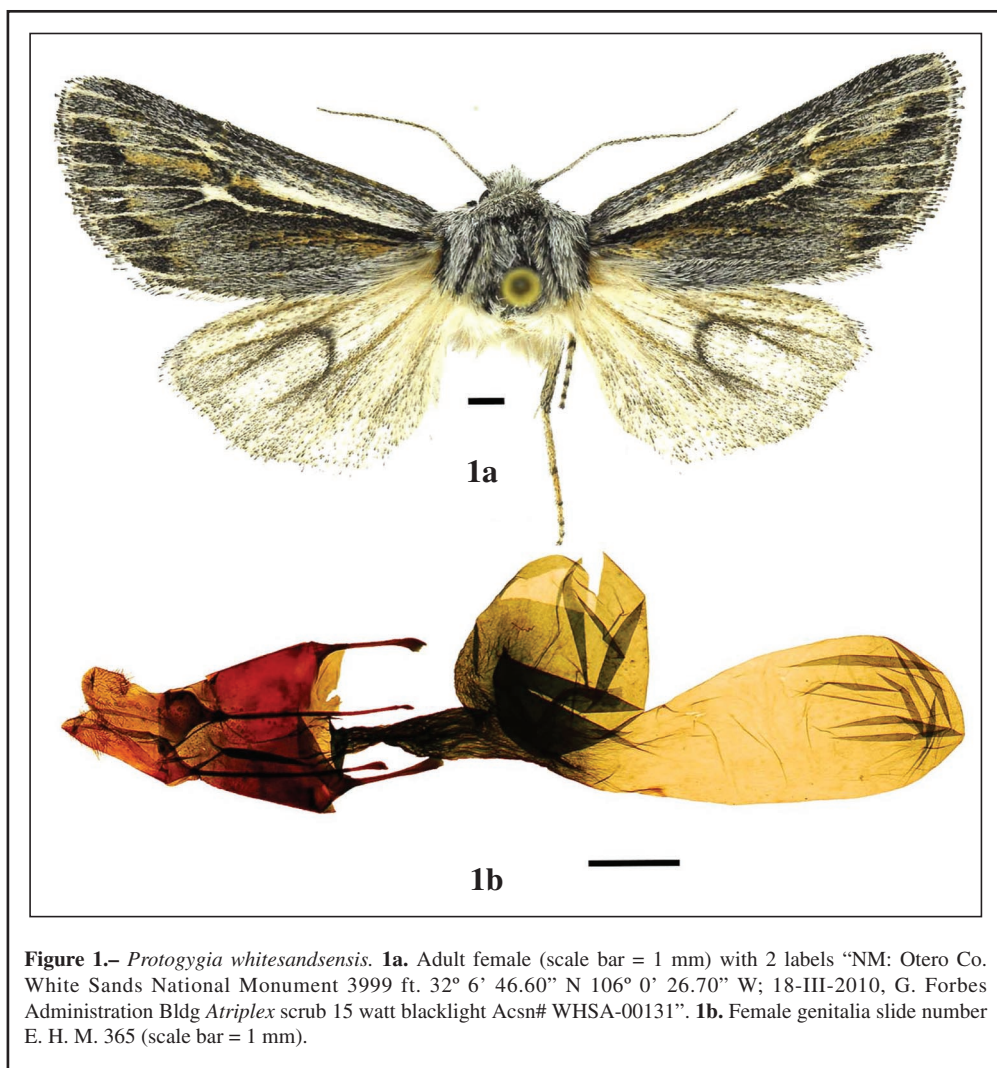 1a
1b
Figure 1.– Protogygia whitesandsensis. 1a. Adult female (scale bar = 1 mm) with 2 labels “NM: Otero Co.
White Sands National Monument 3999 ft. 32º 6’ 46.60” N 106º 0’ 26.70” W; 18-III-2010, G. Forbes
Administration Bldg Atriplex scrub 15 watt blacklight Acsn# WHSA-00131”. 1b. Female genitalia slide number
E. H. M. 365 (scale bar = 1 mm).